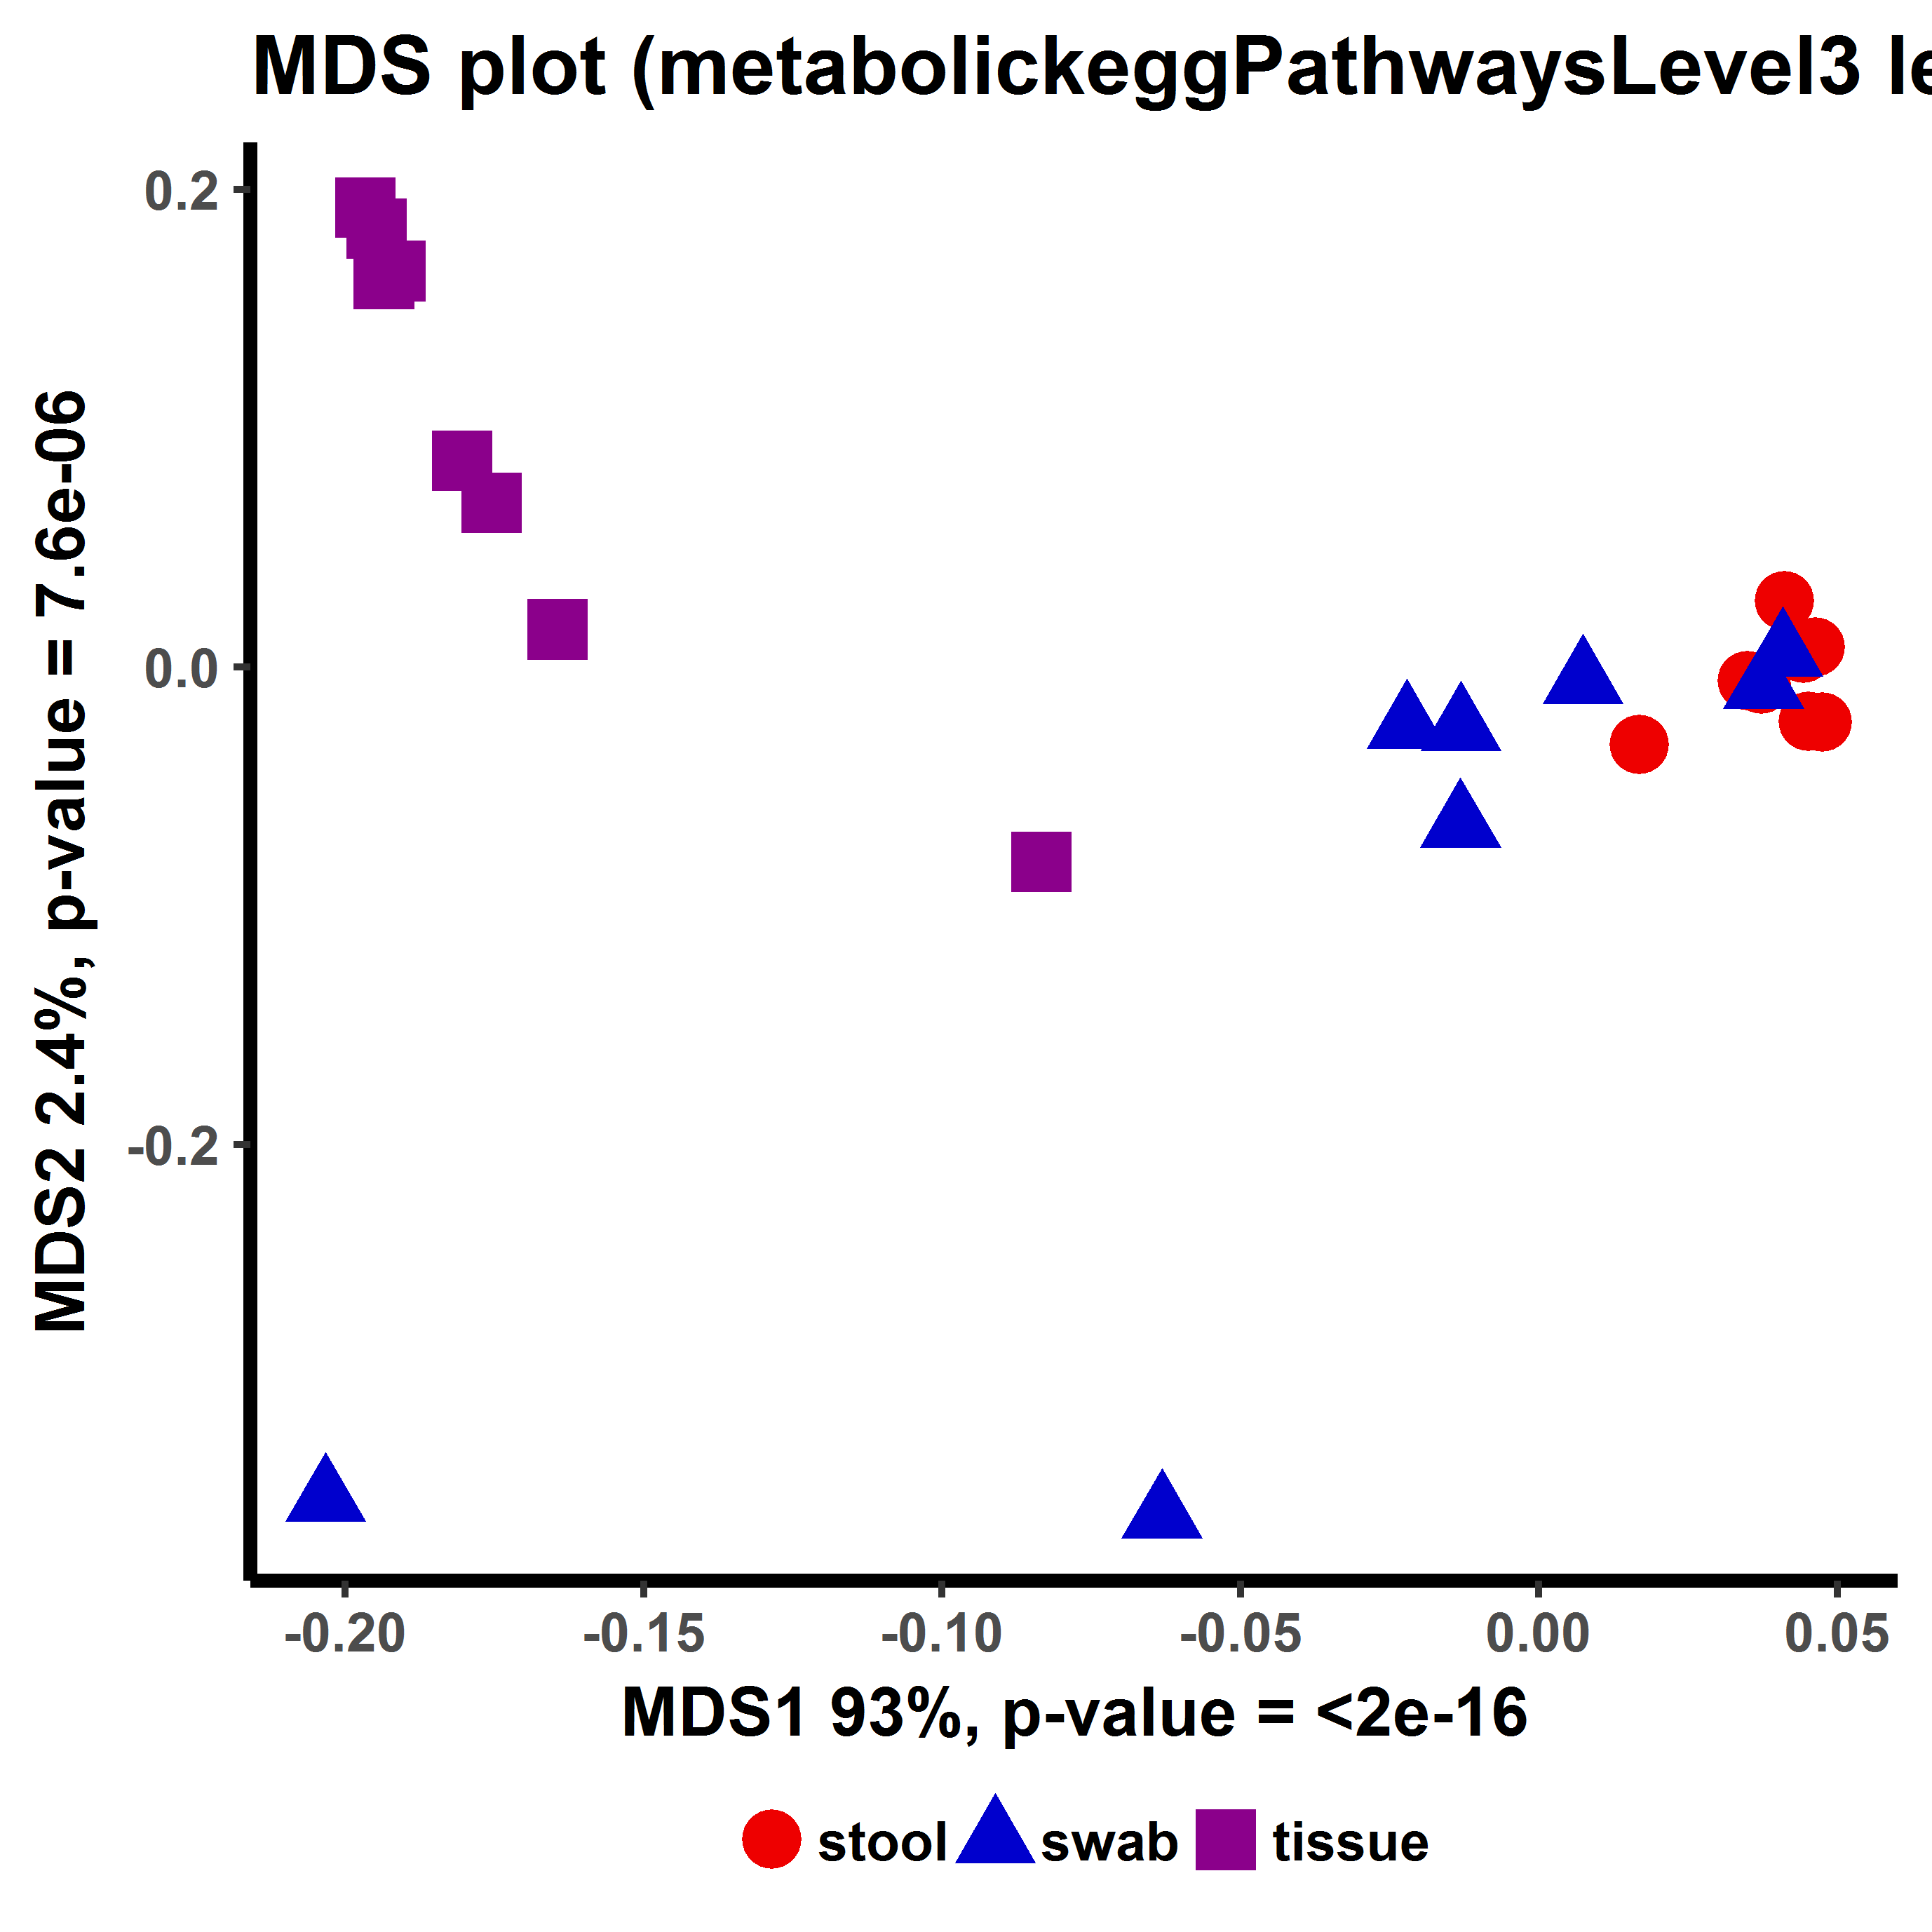 MDS plot (metabolickeggPathwaysLevel3 le
MDS2 2.4%, p-value = 7.6e-06
0.2
0.0
-0.2
-0.20 -0.15 -0.10 -0.05 0.00 0.05
MDS1 93%, p-value = <2e-16
stool swab tissue